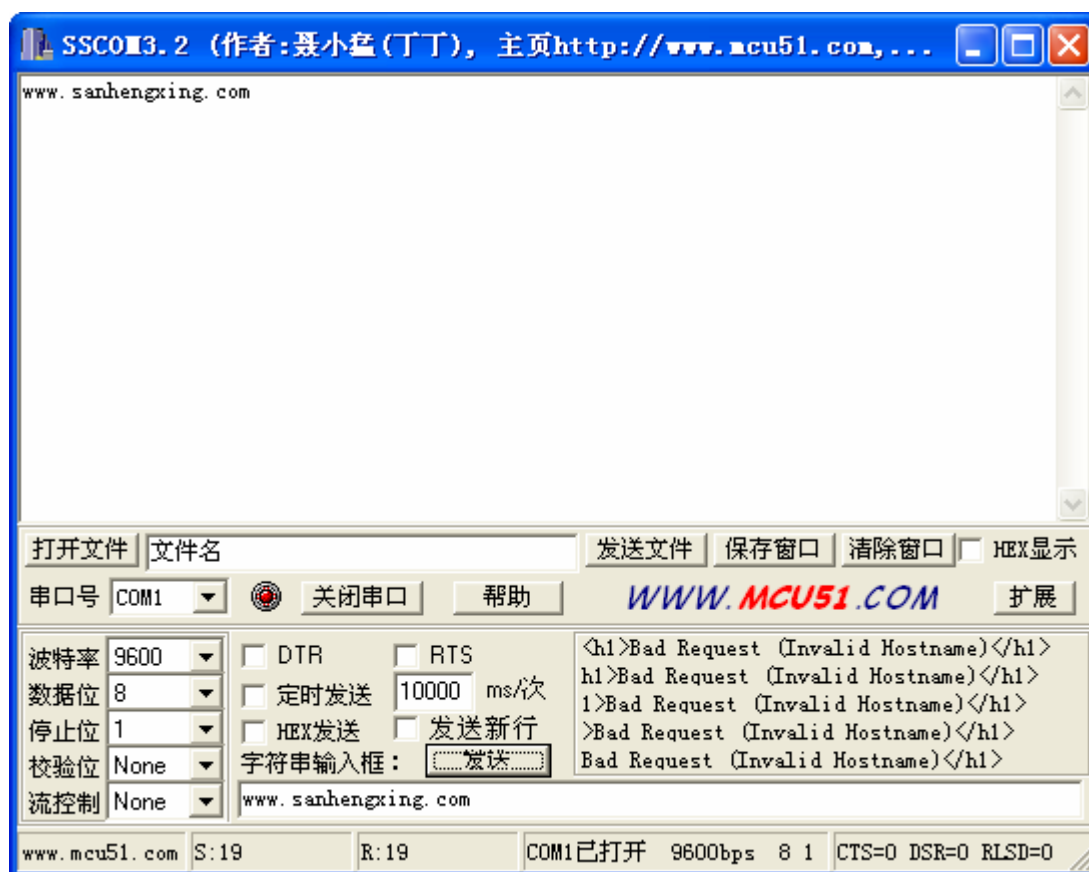 SSCOM3.2 (作者:聂小猛(丁丁), 主页http://www.mcu51.com,...
www.sanhengxing.com
打开文件 文件名 发送文件 保存窗口 清除窗口 HEX显示
串口号 COM1 关闭串口 帮助 WWW.MCU51.COM 扩展
波特率 9600 DTR RTS <h1>Bad Request (Invalid Hostname)</h1>
h1>Bad Request (Invalid Hostname)</h1>
数据位 8 定时发送 10000 ms/次 1>Bad Request (Invalid Hostname)</h1>
停止位 1 HEX发送 发送新行 >Bad Request (Invalid Hostname)</h1>
校验位 None 字符串输入框: 发送 Bad Request (Invalid Hostname)</h1>
流控制 None www.sanhengxing.com
www.mcu51.com S:19 R:19 COM1已打开 9600bps 8 1 CTS=0 DSR=0 RLSD=0